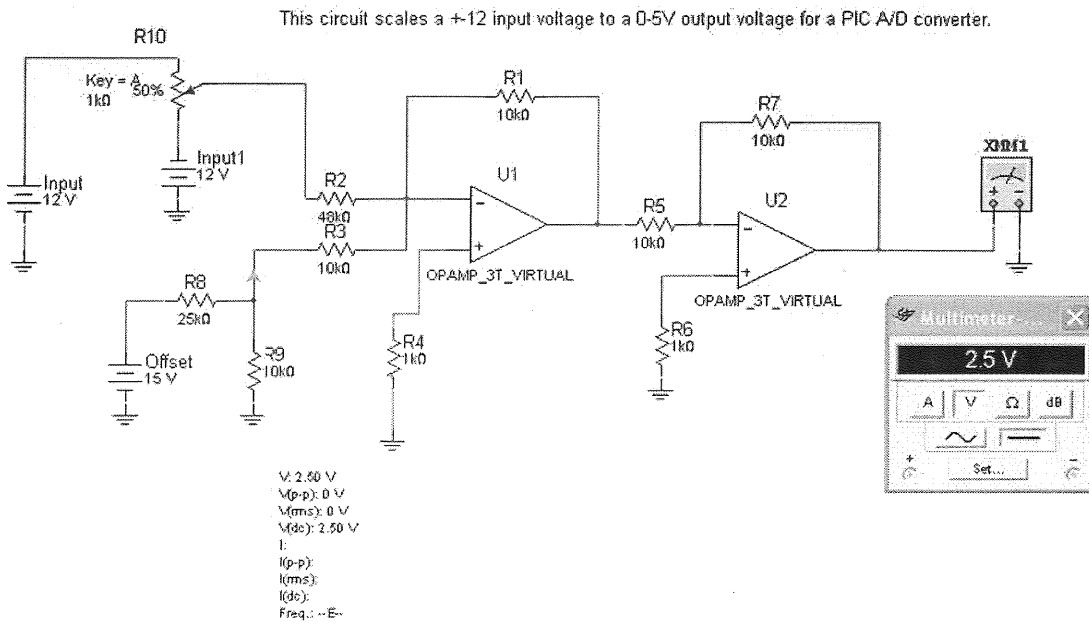 This circuit scales a +-12 input voltage to a 0-5V output voltage for a PIC A/D converter.
R10
Key = A
50%
1kΩ
R1
10kΩ
R7
10kΩ
Input1
12 V
Input
12 V
R2
48kΩ
U1
R5
10kΩ
U2
R3
10kΩ
OPAMP_3T_VIRTUAL
OPAMP_3T_VIRTUAL
R8
25kΩ
R4
1kΩ
R6
1kΩ
Offset
15 V
R9
10kΩ
Multimeter-...
2.5 V
A
V
Ω
dB
+
Set...
-
V: 2.50 V
V(p-p): 0 V
V(rms): 0 V
V(dc): 2.50 V
I:
I(p-p):
I(rms):
I(dc):
Freq.: --E--